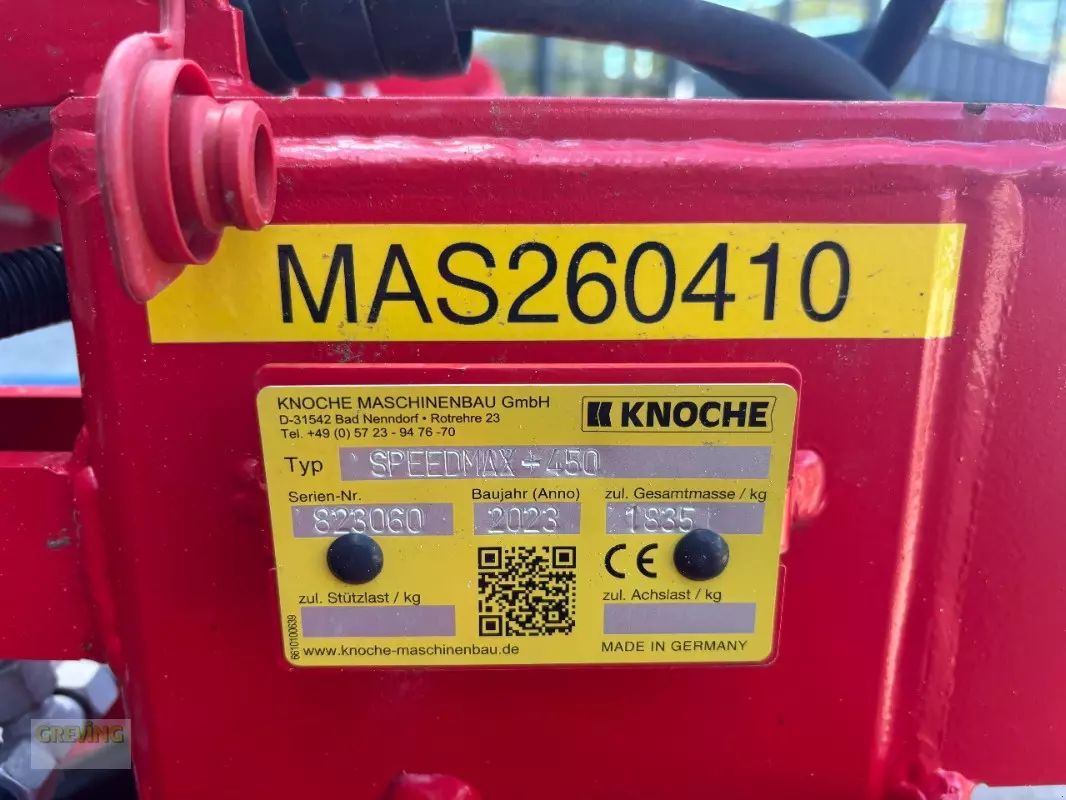 MAS260410
KNOCHE MASCHINENBAU GmbH
D-31542 Bad Nenndorf • Rotrehre 23
Tel. +49 (0) 57 23 - 94 76 -70
KNOCHE
Typ SPEEDMAX+450
Serien-Nr. Baujahr (Anno) zul. Gesamtmasse / kg
823060 2023 1835
CE
zul. Stützlast / kg zul. Achslast / kg
6610100639
www.knoche-maschinenbau.de MADE IN GERMANY
GREVING